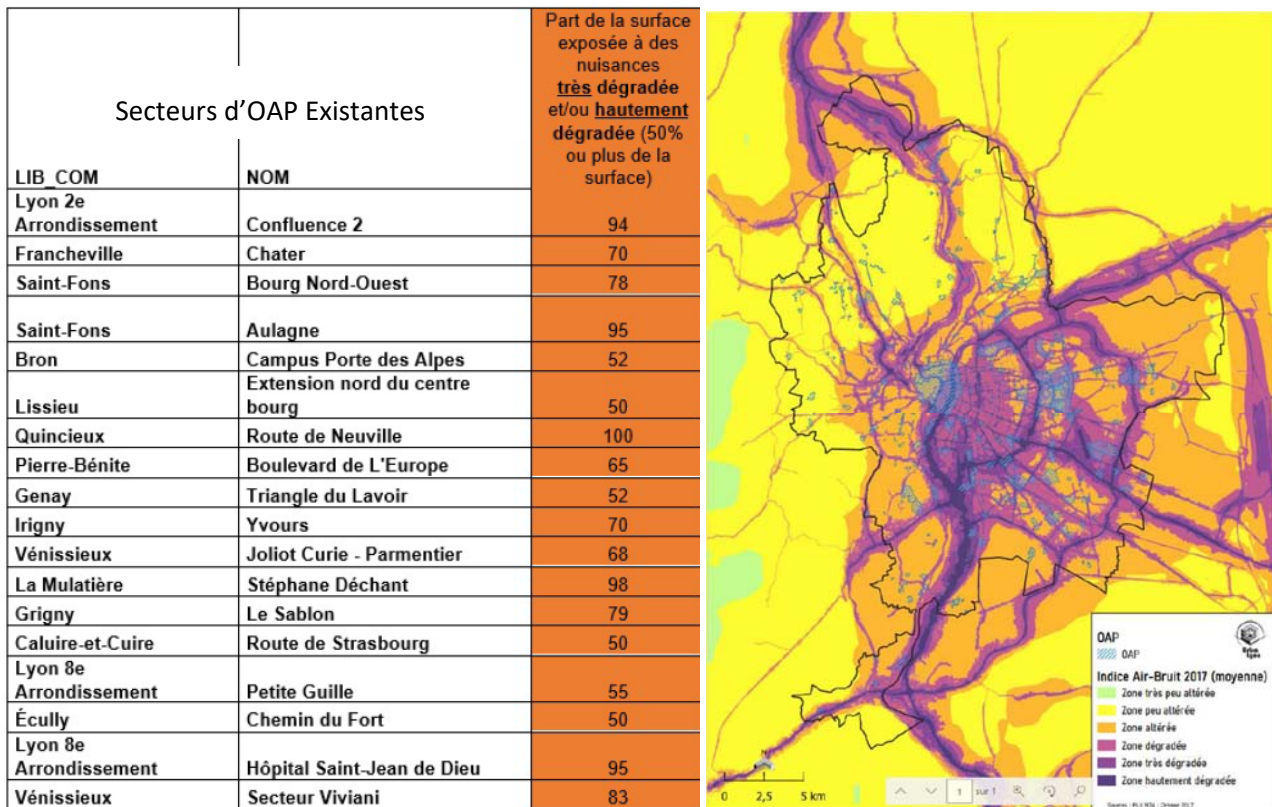 Secteurs d'OAP Existantes
Part de la surface
exposée à des
nuisances
très dégradée
et/ou hautement
dégradée (50%
ou plus de la
surface)
LIB_COM NOM
Lyon 2e
Arrondissement Confluence 2 94
Francheville Chater 70
Saint-Fons Bourg Nord-Ouest 78
Saint-Fons Aulagne 95
Bron Campus Porte des Alpes 52
Extension nord du centre
Lissieu bourg 50
Quincieux Route de Neuville 100
Pierre-Bénite Boulevard de L'Europe 65
Genay Triangle du Lavoir 52
Irigny Yvours 70
Vénissieux Joliot Curie - Parmentier 68
La Mulatière Stéphane Déchant 98
Grigny Le Sablon 79
Caluire-et-Cuire Route de Strasbourg 50
Lyon 8e
Arrondissement Petite Guille 55
Écully Chemin du Fort 50
Lyon 8e
Arrondissement Hôpital Saint-Jean de Dieu 95
Vénissieux Secteur Viviani 83
OAP
OAP
Indice Air-Bruit 2017 (moyenne)
Zone très peu altérée
Zone peu altérée
Zone altérée
Zone dégradée
Zone très dégradée
Zone hautement dégradée
N
0 2,5 5 km
1 sur 1